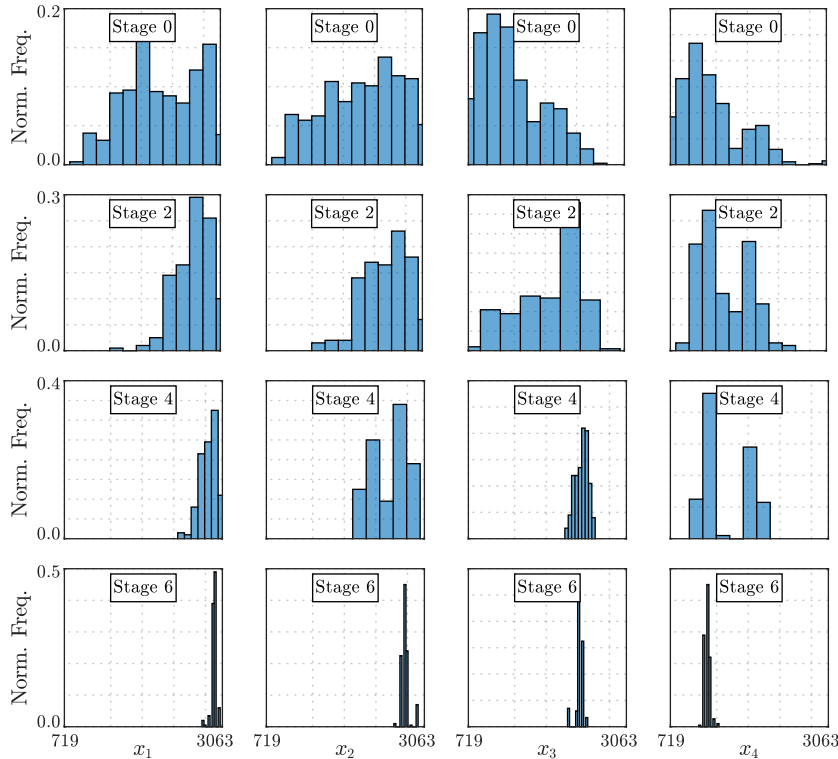 0.2
Norm. Freq.
0.0
Stage 0
Stage 0
Stage 0
Stage 0
0.3
Norm. Freq.
0.0
Stage 2
Stage 2
Stage 2
Stage 2
0.4
Norm. Freq.
0.0
Stage 4
Stage 4
Stage 4
Stage 4
0.5
Norm. Freq.
0.0
Stage 6
Stage 6
Stage 6
Stage 6
719 3063 719 3063 719 3063 719 3063
x₁ x₂ x₃ x₄